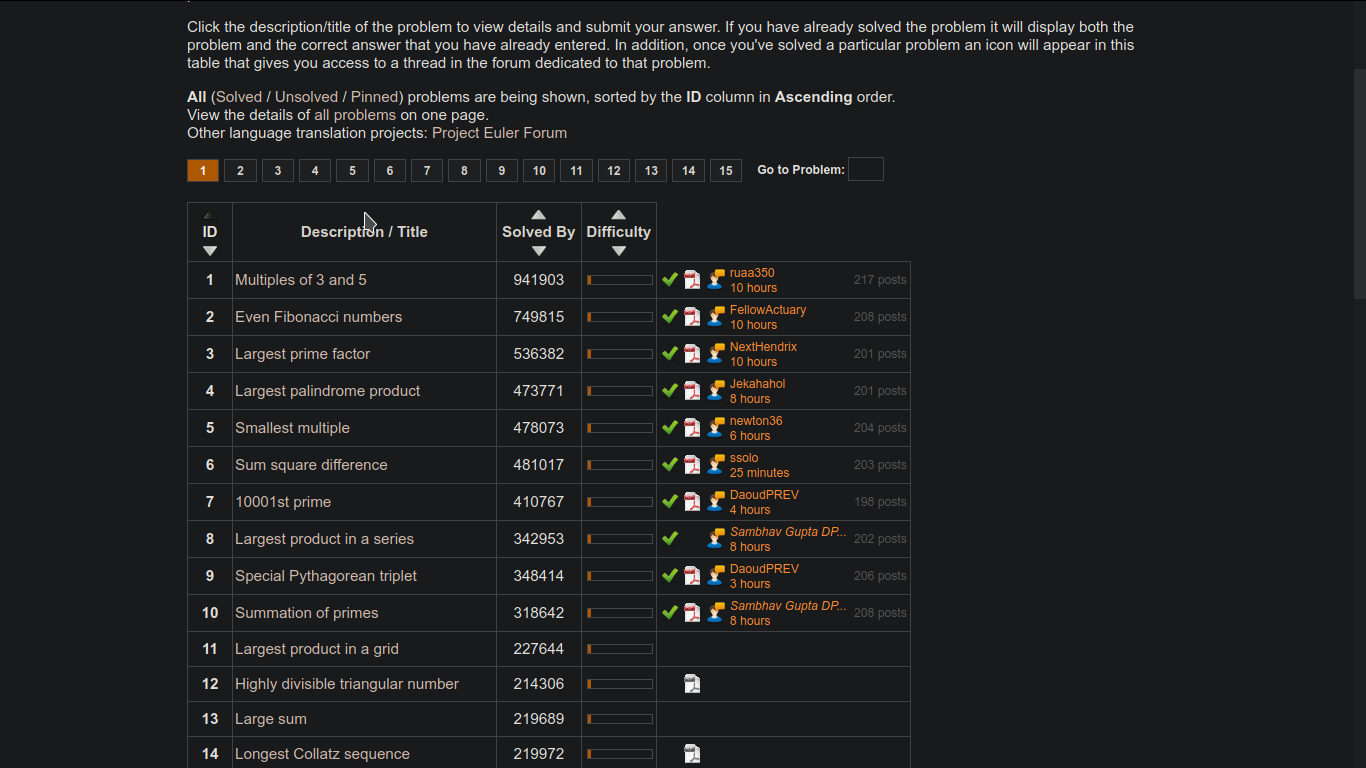 Click the description/title of the problem to view details and submit your answer. If you have already solved the problem it will display both the
problem and the correct answer that you have already entered. In addition, once you've solved a particular problem an icon will appear in this
table that gives you access to a thread in the forum dedicated to that problem.
All (Solved / Unsolved / Pinned) problems are being shown, sorted by the ID column in Ascending order.
View the details of all problems on one page.
Other language translation projects: Project Euler Forum
1 2 3 4 5 6 7 8 9 10 11 12 13 14 15 Go to Problem:
ID Description / Title Solved By Difficulty
1 Multiples of 3 and 5 941903 ruaa350 217 posts
10 hours
2 Even Fibonacci numbers 749815 FellowActuary 208 posts
10 hours
3 Largest prime factor 536382 NextHendrix 201 posts
10 hours
4 Largest palindrome product 473771 Jekahahol 201 posts
8 hours
5 Smallest multiple 478073 newton36 204 posts
6 hours
6 Sum square difference 481017 ssolo 203 posts
25 minutes
7 10001st prime 410767 DaoudPREV 198 posts
4 hours
8 Largest product in a series 342953 Sambhav Gupta DP... 202 posts
8 hours
9 Special Pythagorean triplet 348414 DaoudPREV 206 posts
3 hours
10 Summation of primes 318642 Sambhav Gupta DP... 208 posts
8 hours
11 Largest product in a grid 227644
12 Highly divisible triangular number 214306
13 Large sum 219689
14 Longest Collatz sequence 219972